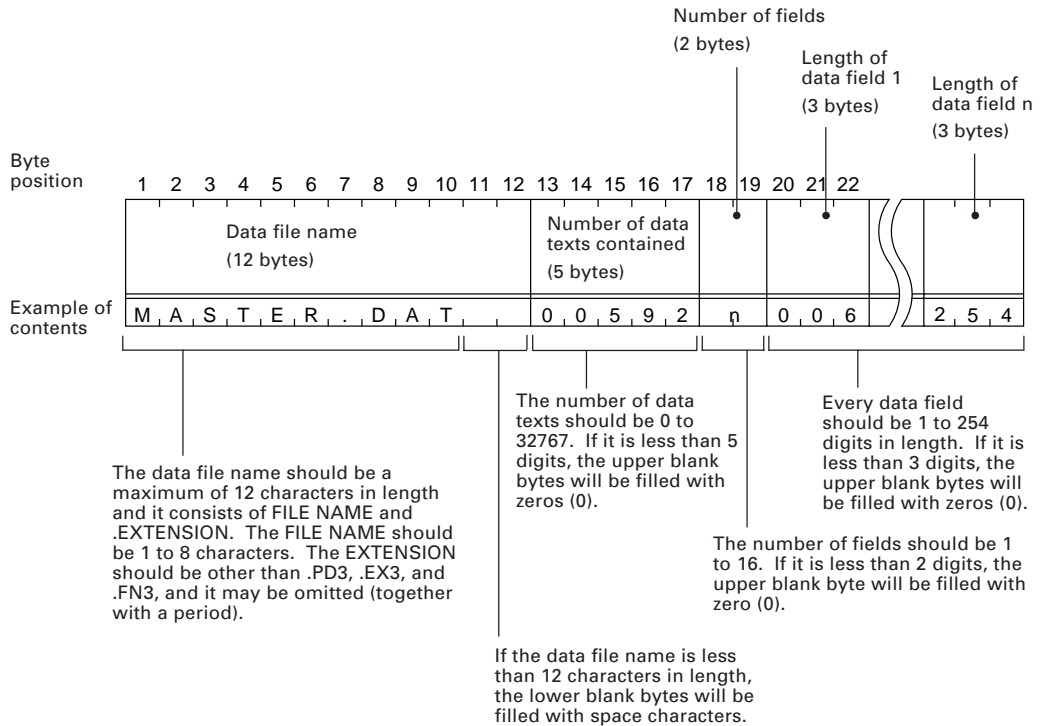 Number of fields
(2 bytes)
Length of
data field 1
(3 bytes)
Length of
data field n
(3 bytes)
Byte
position
1 2 3 4 5 6 7 8 9 10 11 12 13 14 15 16 17 18 19 20 21 22
Data file name
(12 bytes)
Number of data
texts contained
(5 bytes)
Example of
contents
M A S T E R . D A T 0 0 5 9 2 n 0 0 6 2 5 4
The data file name should be a
maximum of 12 characters in length
and it consists of FILE NAME and
.EXTENSION. The FILE NAME should
be 1 to 8 characters. The EXTENSION
should be other than .PD3, .EX3, and
.FN3, and it may be omitted (together
with a period).
If the data file name is less
than 12 characters in length,
the lower blank bytes will be
filled with space characters.
The number of data
texts should be 0 to
32767. If it is less than 5
digits, the upper blank
bytes will be filled with
zeros (0).
The number of fields should be 1
to 16. If it is less than 2 digits, the
upper blank byte will be filled with
zero (0).
Every data field
should be 1 to 254
digits in length. If it is
less than 3 digits, the
upper blank bytes will
be filled with zeros (0).